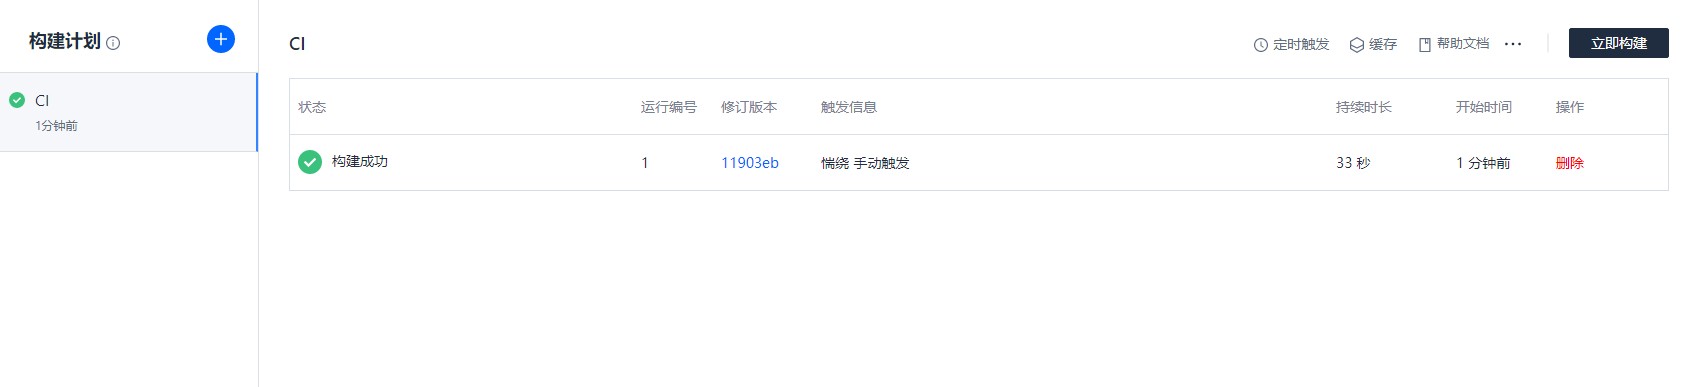 构建计划
CI
1分钟前
CI
定时触发 缓存 帮助文档 ... 立即构建
状态 运行编号 修订版本 触发信息 持续时长 开始时间 操作
构建成功 1 11903eb 惴绕 手动触发 33 秒 1 分钟前 删除